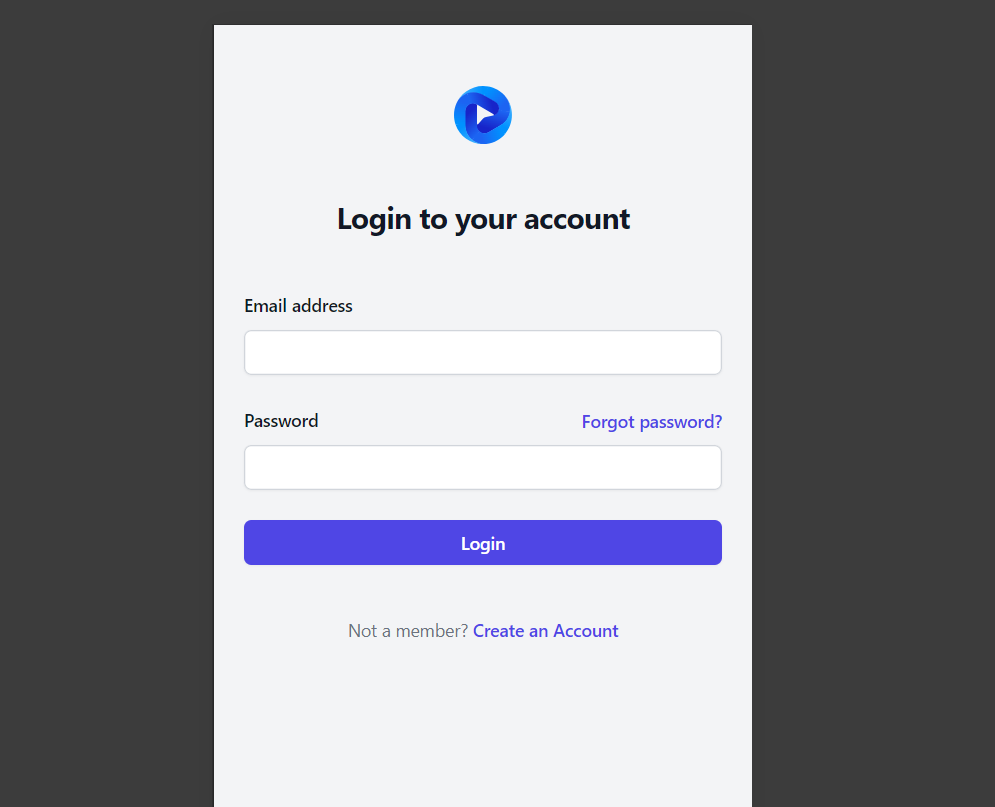 Login to your account
Email address
Password
Forgot password?
Login
Not a member? Create an Account